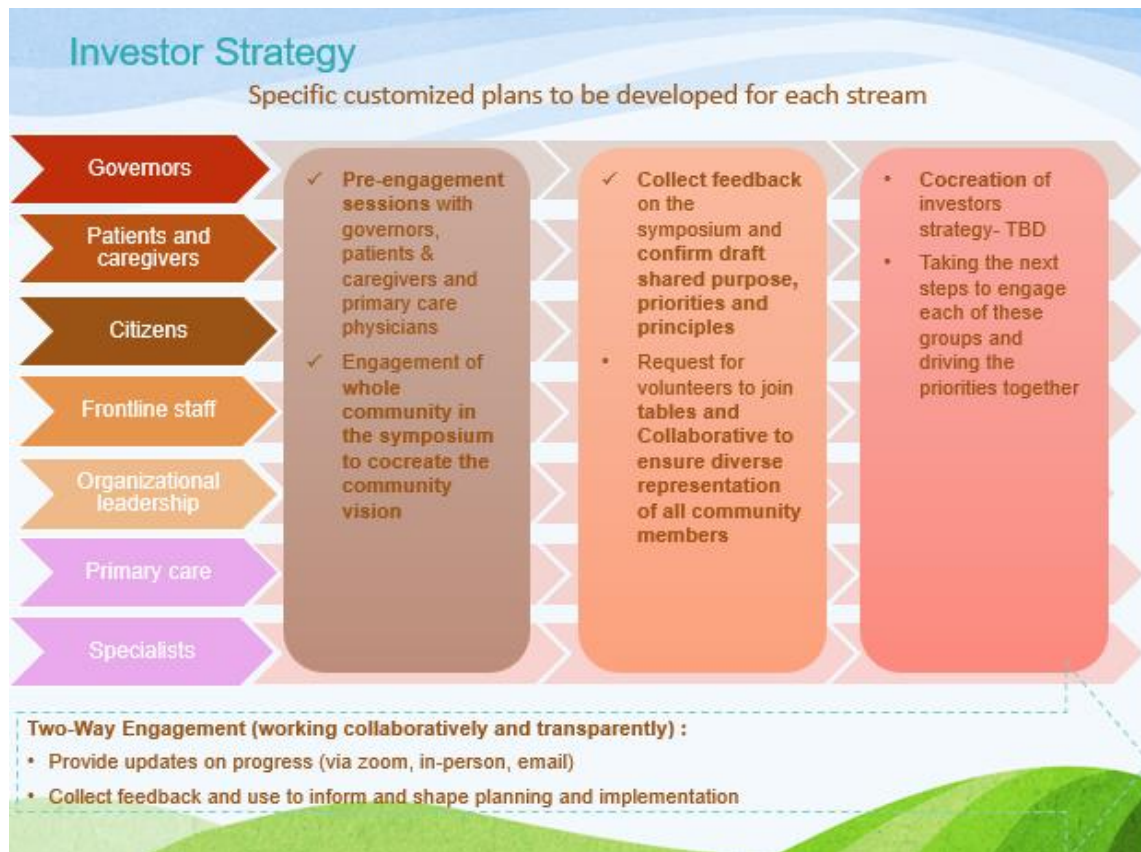 Investor Strategy
Specific customized plans to be developed for each stream
Governors
Patients and
caregivers
Citizens
Frontline staff
Organizational
leadership
Primary care
Specialists
✓ Pre-engagement
sessions with
governors,
patients &
caregivers and
primary care
physicians
✓ Engagement of
whole
community in
the symposium
to cocreate the
community
vision
✓ Collect feedback
on the
symposium and
confirm draft
shared purpose,
priorities and
principles
• Request for
volunteers to join
tables and
Collaborative to
ensure diverse
representation
of all community
members
• Cocreation of
investors
strategy- TBD
• Taking the next
steps to engage
each of these
groups and
driving the
priorities together
Two-Way Engagement (working collaboratively and transparently) :
• Provide updates on progress (via zoom, in-person, email)
• Collect feedback and use to inform and shape planning and implementation